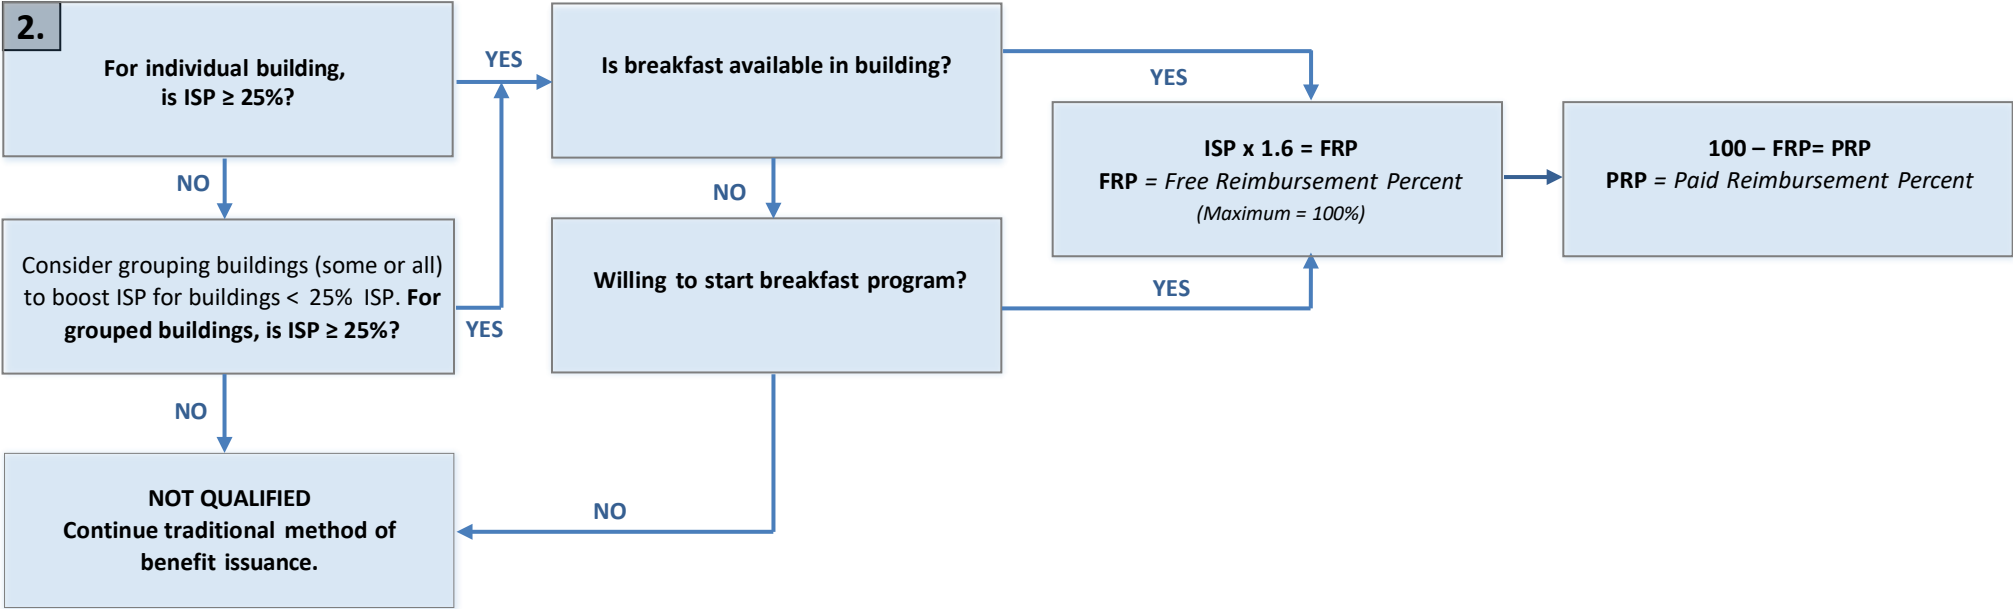 2.
For individual building,
is ISP ≥ 25%?
YES
Is breakfast available in building?
YES
ISP x 1.6 = FRP
FRP = Free Reimbursement Percent
(Maximum = 100%)
100 – FRP= PRP
PRP = Paid Reimbursement Percent
NO
NO
Consider grouping buildings (some or all)
to boost ISP for buildings < 25% ISP. For
grouped buildings, is ISP ≥ 25%?
YES
Willing to start breakfast program?
YES
NO
NO
NOT QUALIFIED
Continue traditional method of
benefit issuance.